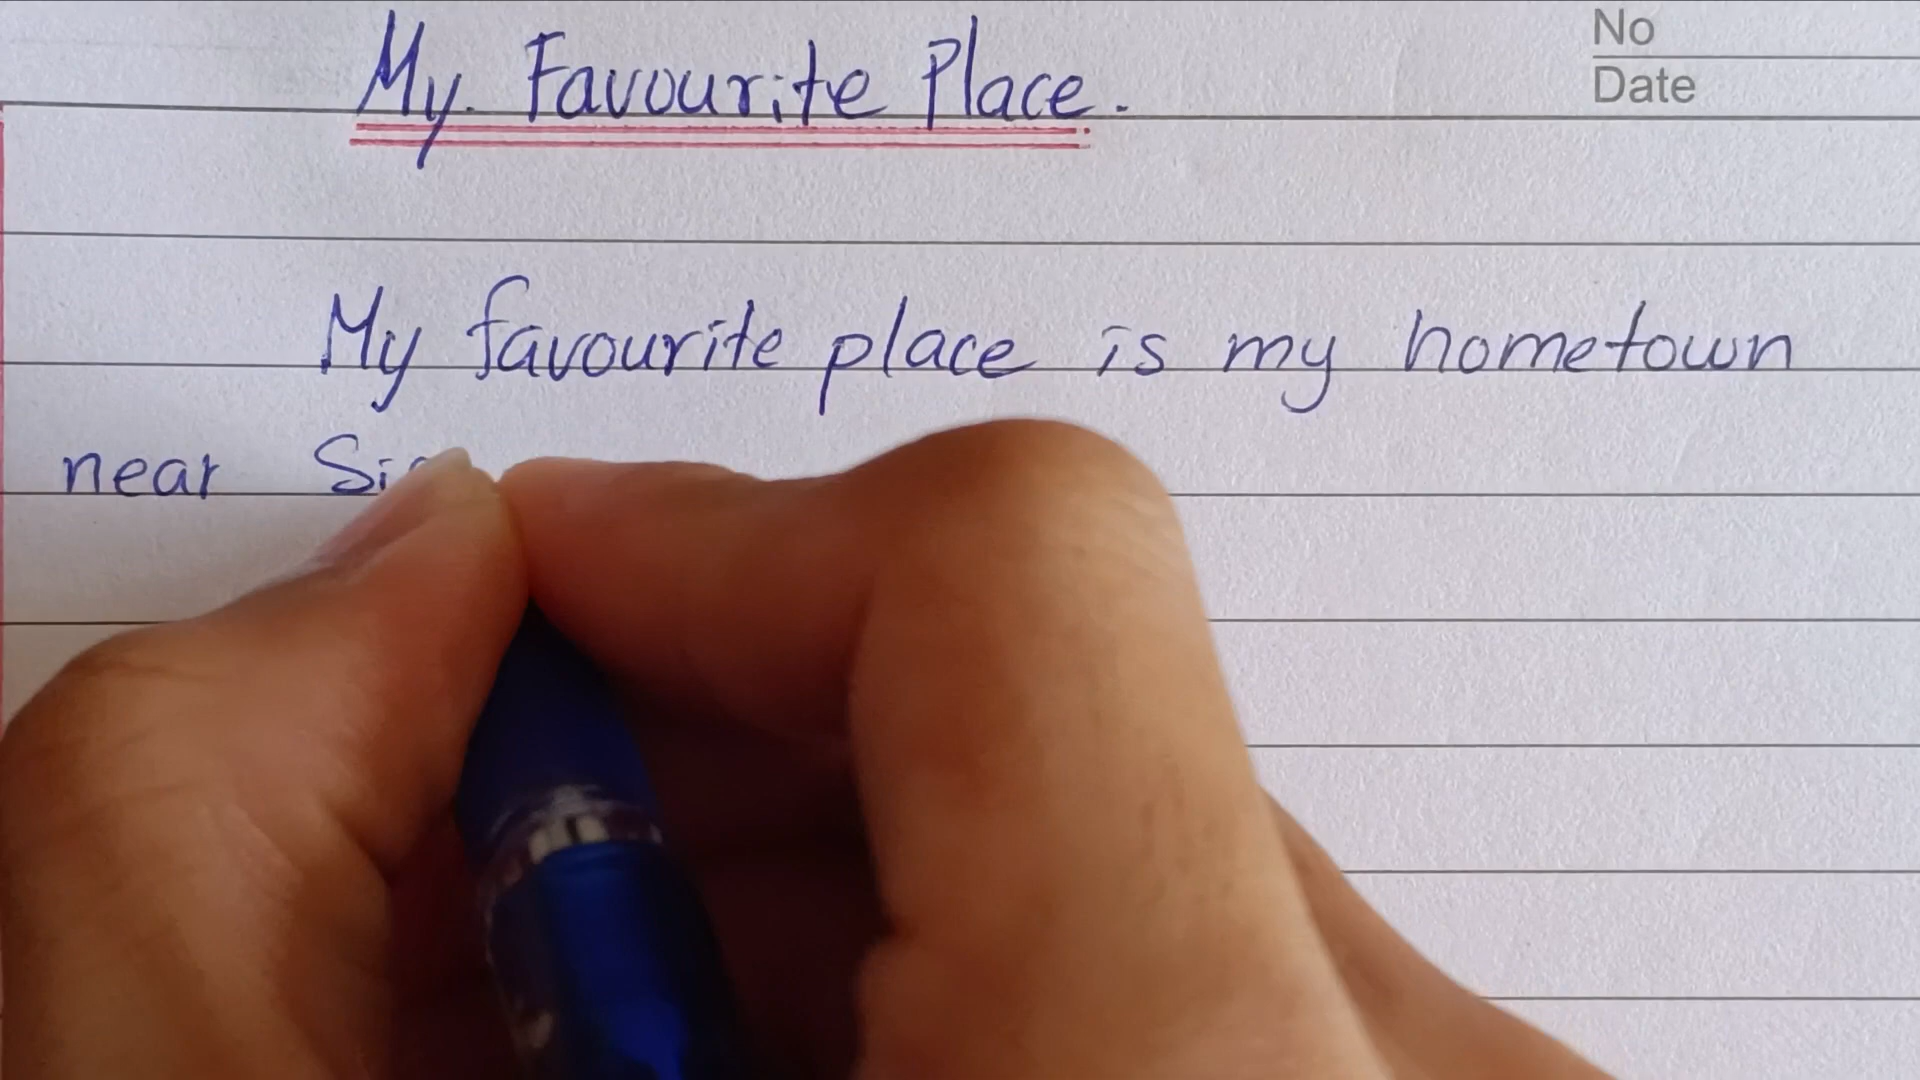 My Favourite Place.
No
Date
My favourite place is my hometown
near